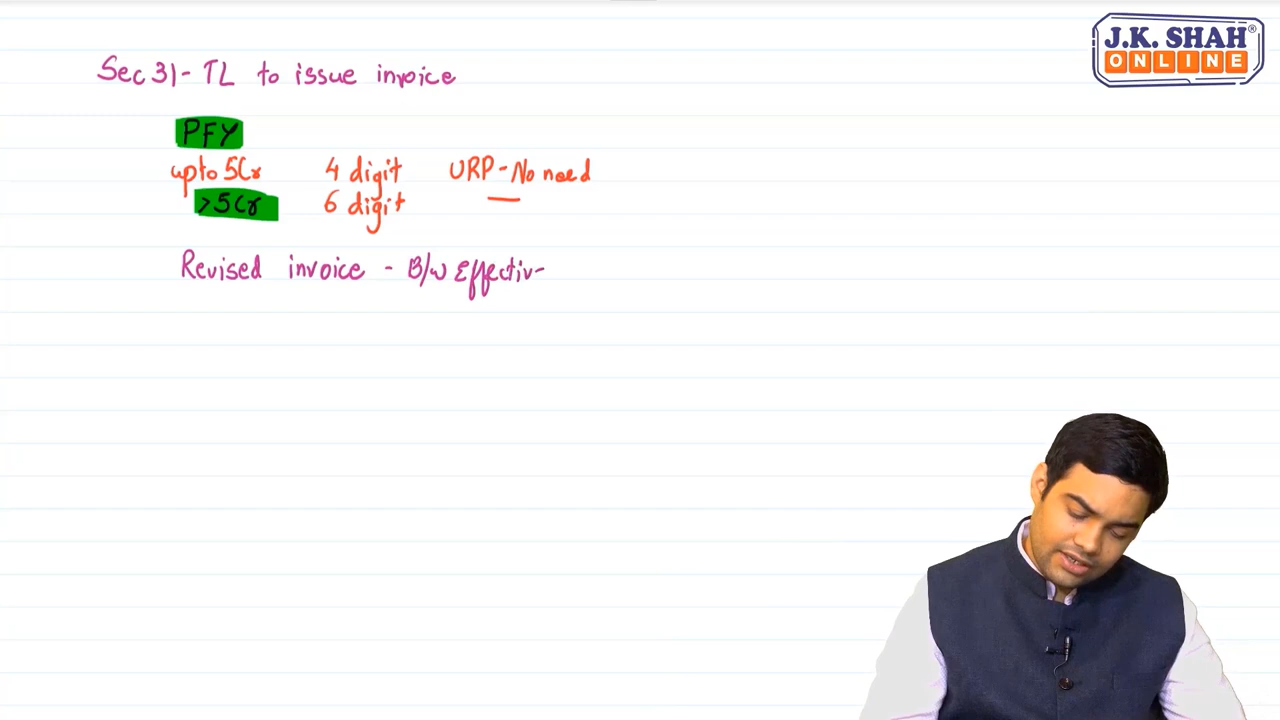 J.K. SHAH®
ONLINE
Sec 31 - TL to issue invoice
PFY
upto 5Cr 4 digit URP - No need
>5Cr 6 digit
Revised invoice - B/w Effectiv-